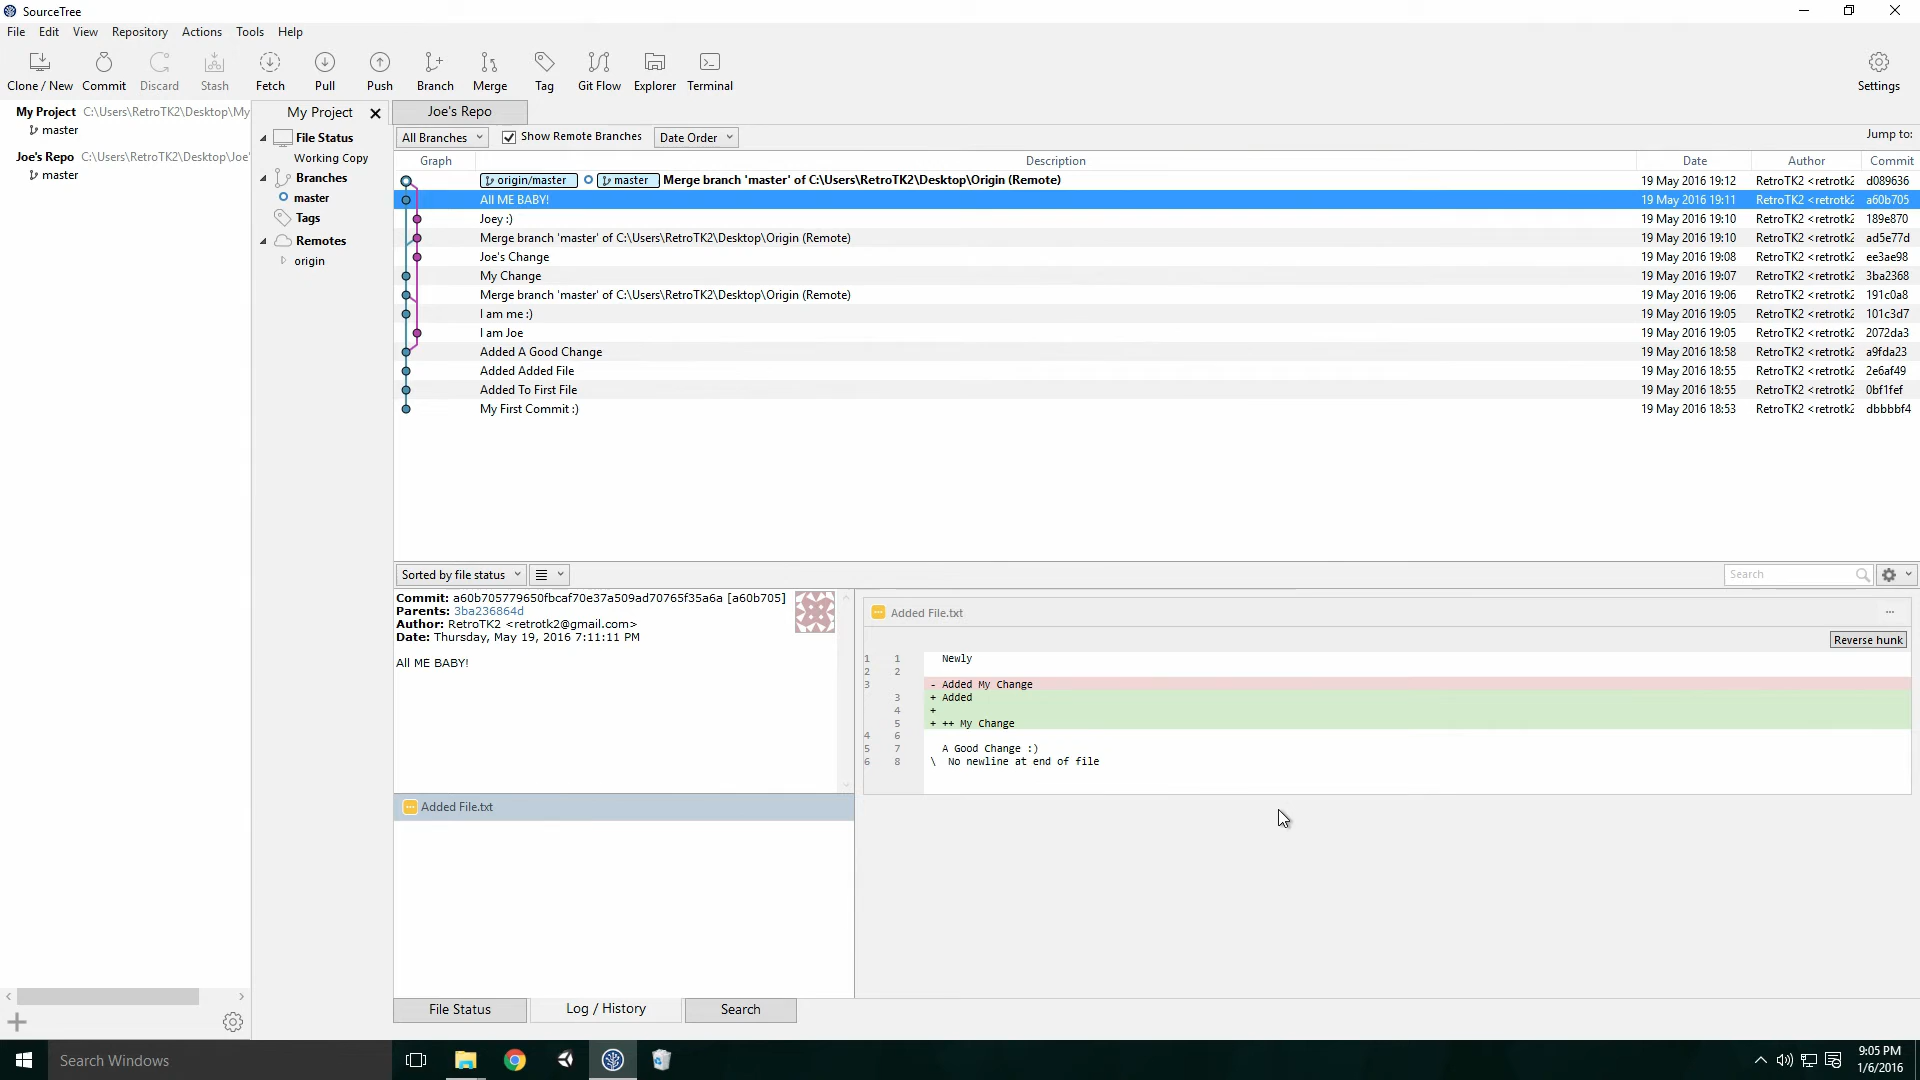 SourceTree
File Edit View Repository Actions Tools Help
Clone / New Commit Discard Stash Fetch Pull Push Branch Merge Tag Git Flow Explorer Terminal Settings
My Project C:\Users\RetroTK2\Desktop\My
master
Joe's Repo C:\Users\RetroTK2\Desktop\Joe'
master
My Project
File Status
Working Copy
Branches
master
Tags
Remotes
origin
Joe's Repo
All Branches Show Remote Branches Date Order Jump to:
Graph Description Date Author Commit
origin/master master Merge branch 'master' of C:\Users\RetroTK2\Desktop\Origin (Remote) 19 May 2016 19:12 RetroTK2 <retrotk2 d089636
All ME BABY! 19 May 2016 19:11 RetroTK2 <retrotk2 a60b705
Joey :) 19 May 2016 19:10 RetroTK2 <retrotk2 189e870
Merge branch 'master' of C:\Users\RetroTK2\Desktop\Origin (Remote) 19 May 2016 19:10 RetroTK2 <retrotk2 ad5e77d
Joe's Change 19 May 2016 19:08 RetroTK2 <retrotk2 ee3ae98
My Change 19 May 2016 19:07 RetroTK2 <retrotk2 3ba2368
Merge branch 'master' of C:\Users\RetroTK2\Desktop\Origin (Remote) 19 May 2016 19:06 RetroTK2 <retrotk2 191c0a8
I am me :) 19 May 2016 19:05 RetroTK2 <retrotk2 101c3d7
I am Joe 19 May 2016 19:05 RetroTK2 <retrotk2 2072da3
Added A Good Change 19 May 2016 18:58 RetroTK2 <retrotk2 a9fda23
Added Added File 19 May 2016 18:55 RetroTK2 <retrotk2 2e6af49
Added To First File 19 May 2016 18:55 RetroTK2 <retrotk2 0bf1fef
My First Commit :) 19 May 2016 18:53 RetroTK2 <retrotk2 dbbbbf4
Sorted by file status Search
Commit: a60b705779650fbcaf70e37a509ad70765f35a6a [a60b705]
Parents: 3ba236864d
Author: RetroTK2 <retrotk2@gmail.com>
Date: Thursday, May 19, 2016 7:11:11 PM
All ME BABY!
Added File.txt
Added File.txt
Reverse hunk
1 1 Newly
2 2
3 - Added My Change
3 + Added
4 +
5 + ++ My Change
4 6
5 7 A Good Change :)
6 8 \ No newline at end of file
File Status Log / History Search
Search Windows
9:05 PM
1/6/2016